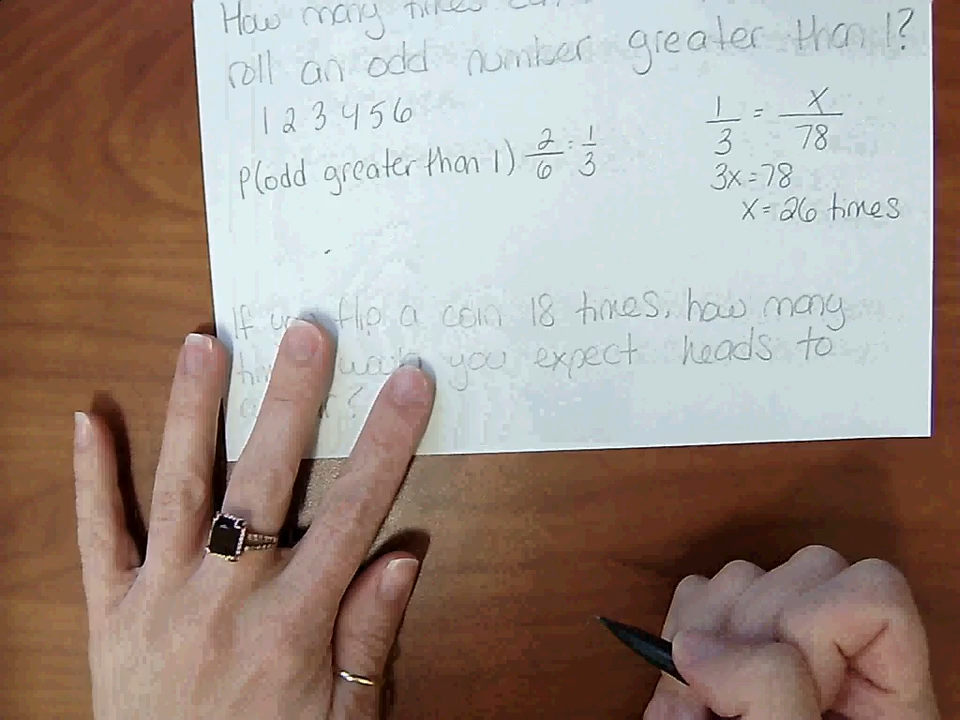 How many times
roll an odd number greater than 1?
1 2 3 4 5 6
P(odd greater than 1) 2/6 = 1/3
1/3 = x/78
3x = 78
x = 26 times
If flip a coin 18 times, how many
you expect heads to
?